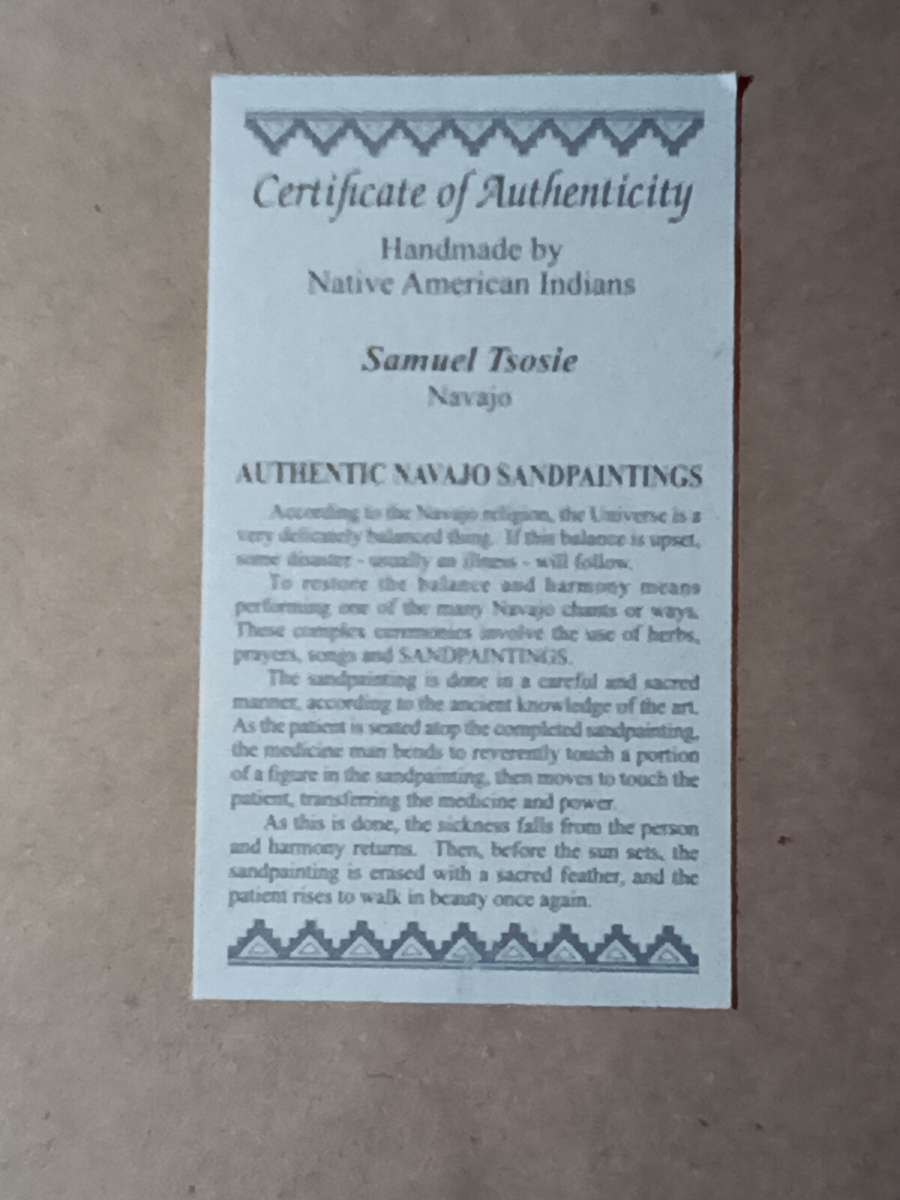 Certificate of Authenticity
Handmade by
Native American Indians
Samuel Tsosie
Navajo
AUTHENTIC NAVAJO SANDPAINTINGS
According to the Navajo religion, the Universe is a
very delicately balanced thing. If this balance is upset,
some disaster - usually an illness - will follow.
To restore the balance and harmony means
performing one of the many Navajo chants or ways.
These complex ceremonies involve the use of herbs,
prayers, songs and SANDPAINTINGS.
The sandpainting is done in a careful and sacred
manner, according to the ancient knowledge of the art.
As the patient is seated atop the completed sandpainting,
the medicine man bends to reverently touch a portion
of a figure in the sandpainting, then moves to touch the
patient, transferring the medicine and power.
As this is done, the sickness falls from the person
and harmony returns. Then, before the sun sets, the
sandpainting is erased with a sacred feather, and the
patient rises to walk in beauty once again.